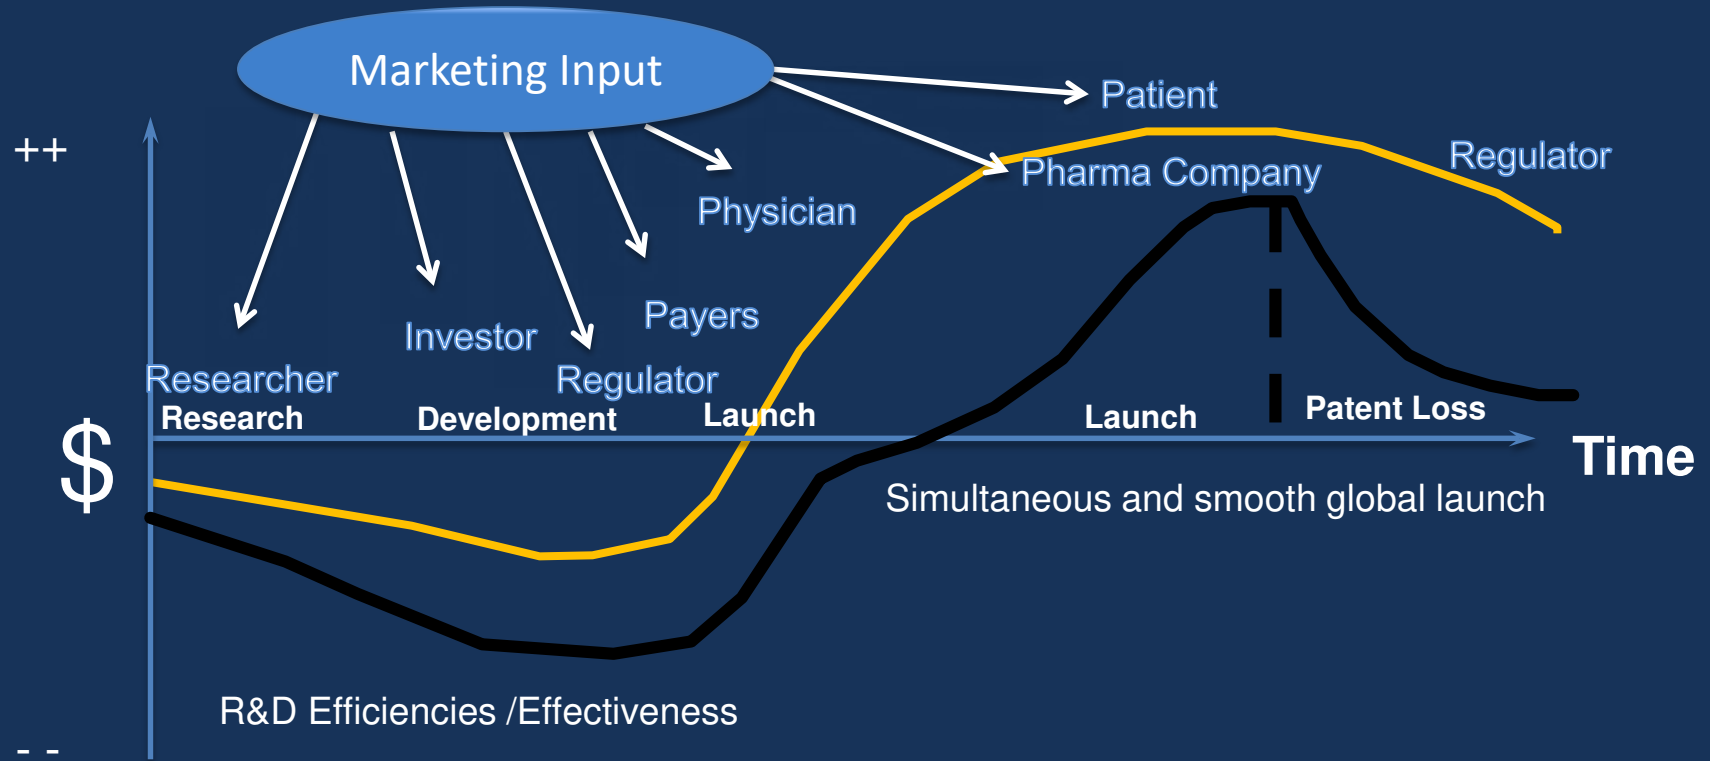 Marketing Input
Patient
++
Regulator
Pharma Company
Physician
Payers
Investor
Researcher
Regulator
Research
Development
Launch
Launch
Patent Loss
$
Time
Simultaneous and smooth global launch
R&D Efficiencies /Effectiveness
- -